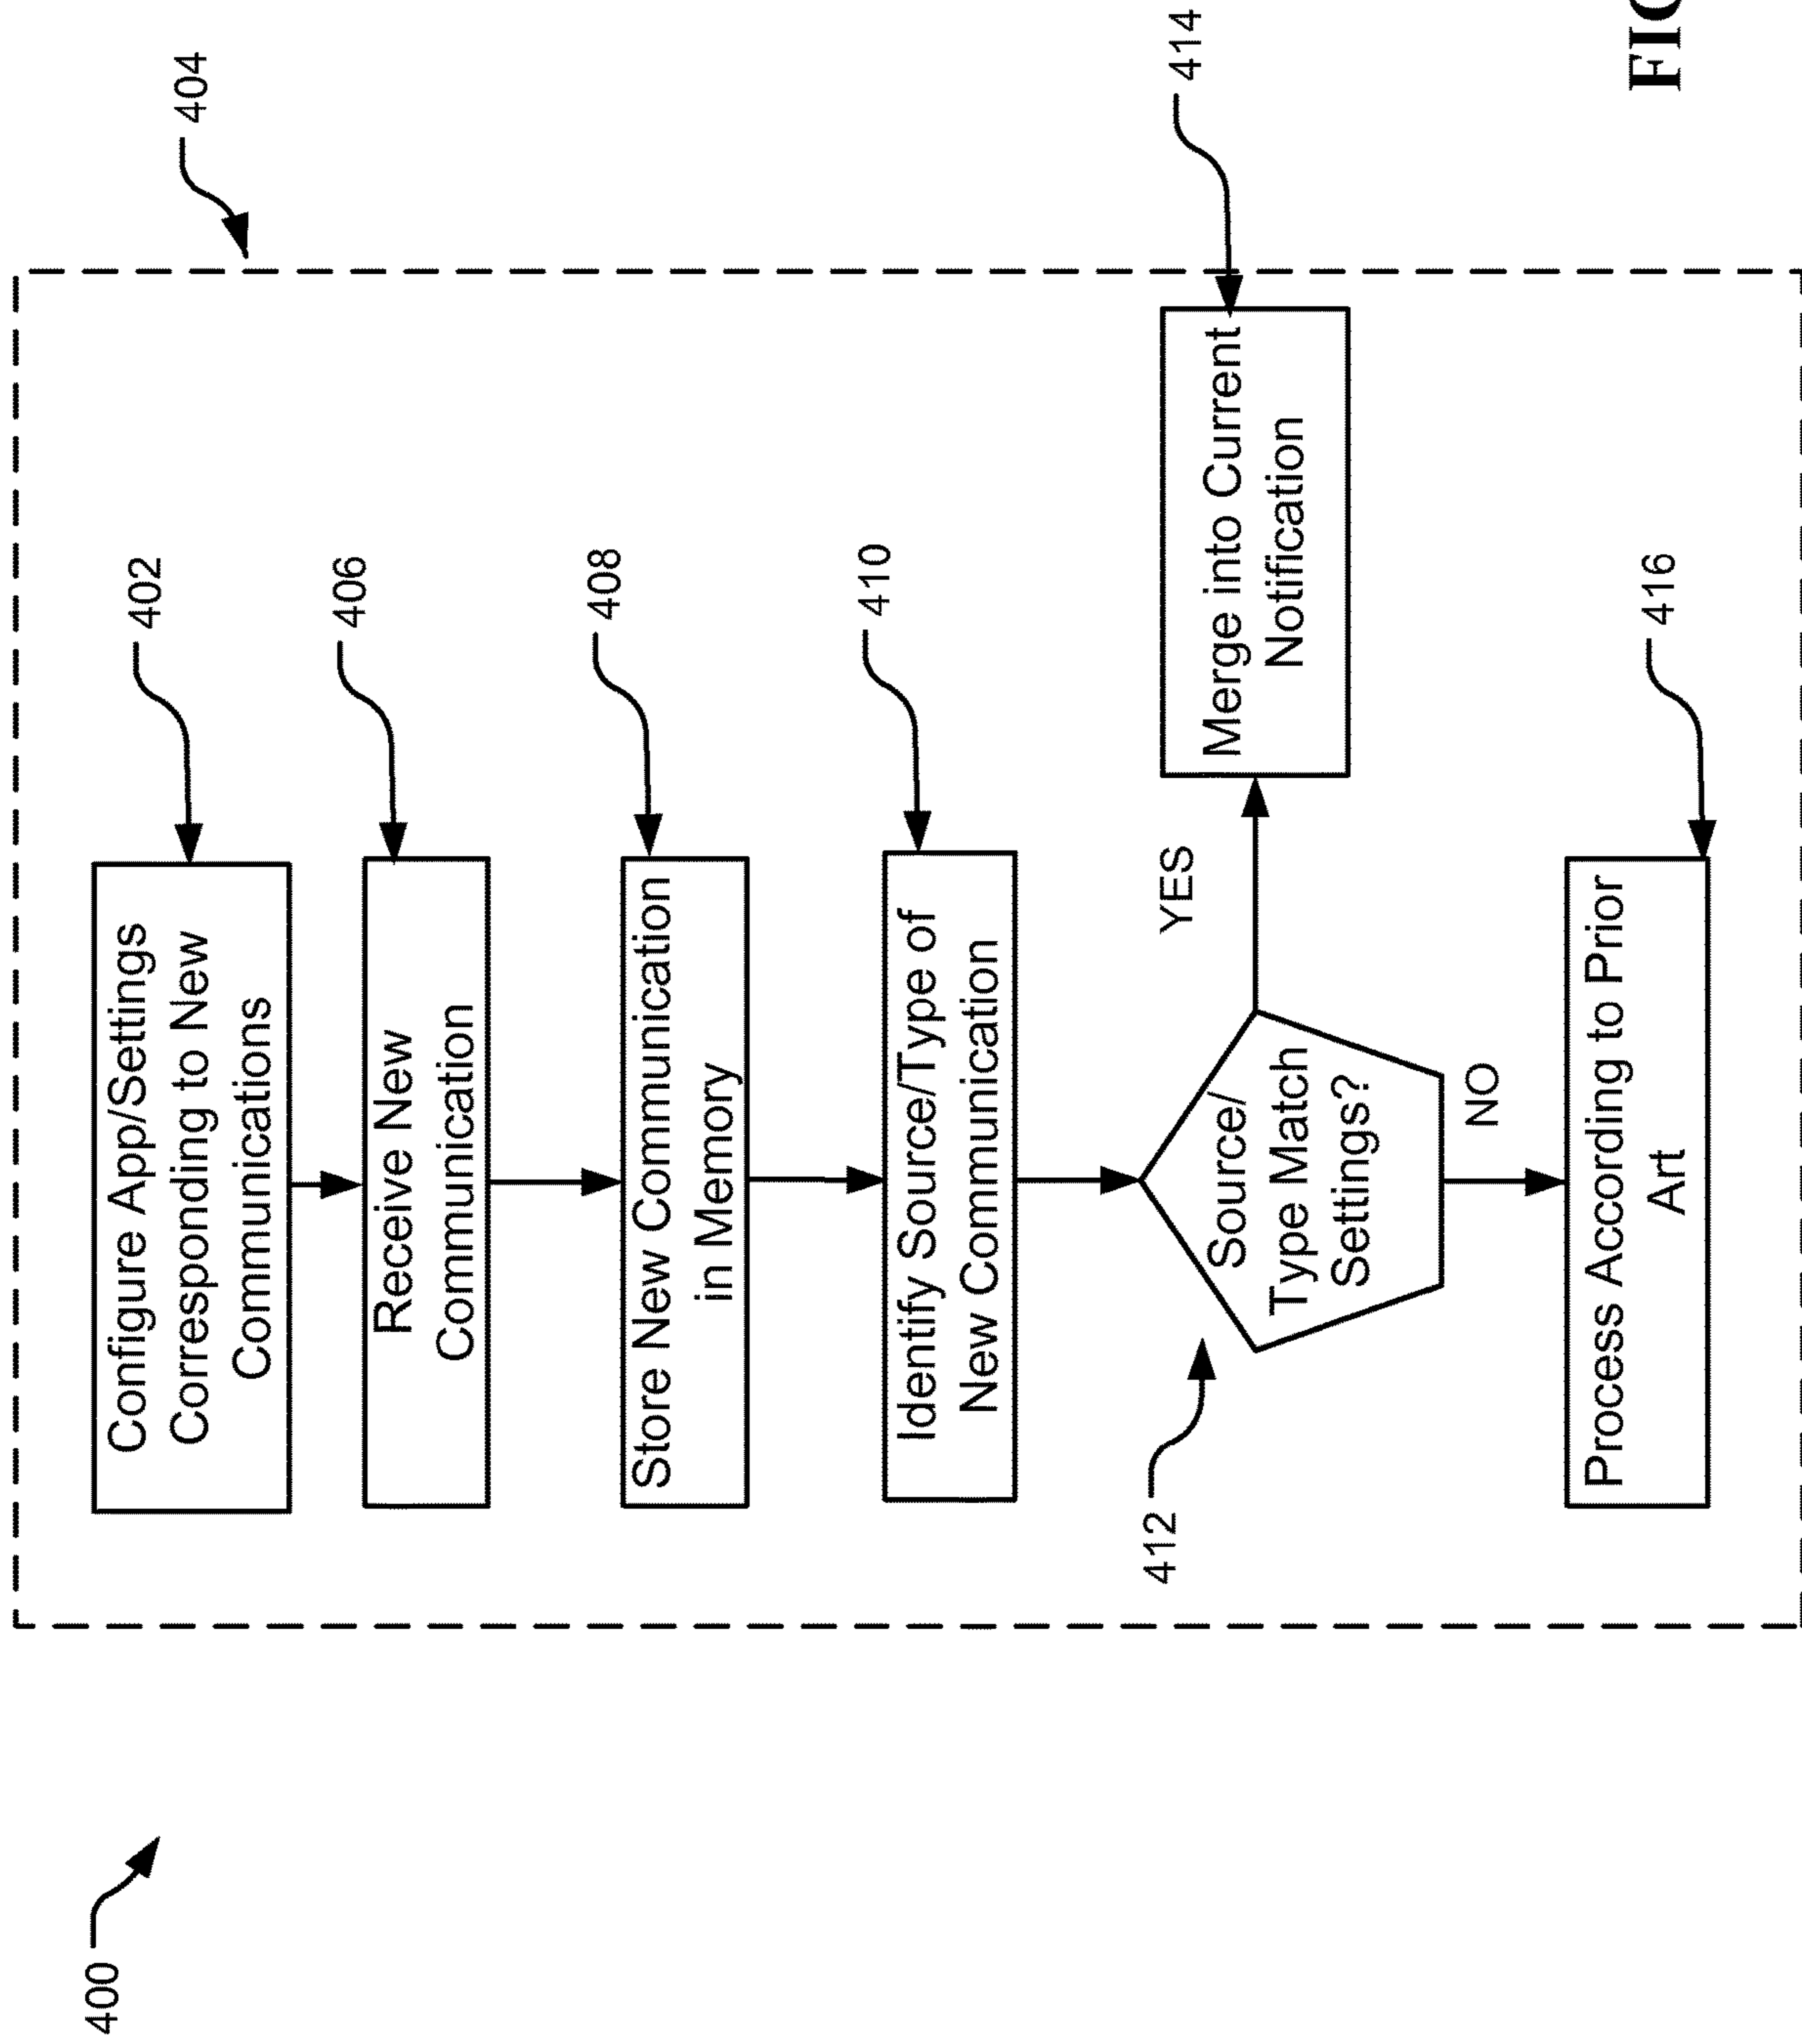 400
404
Configure App/Settings
Corresponding to New
Communications
402
Receive New
Communication
406
Store New Communication
in Memory
408
Identify Source/Type of
New Communication
410
412
Source/
Type Match
Settings?
YES
Merge into Current
Notification
414
NO
Process According to Prior
Art
416